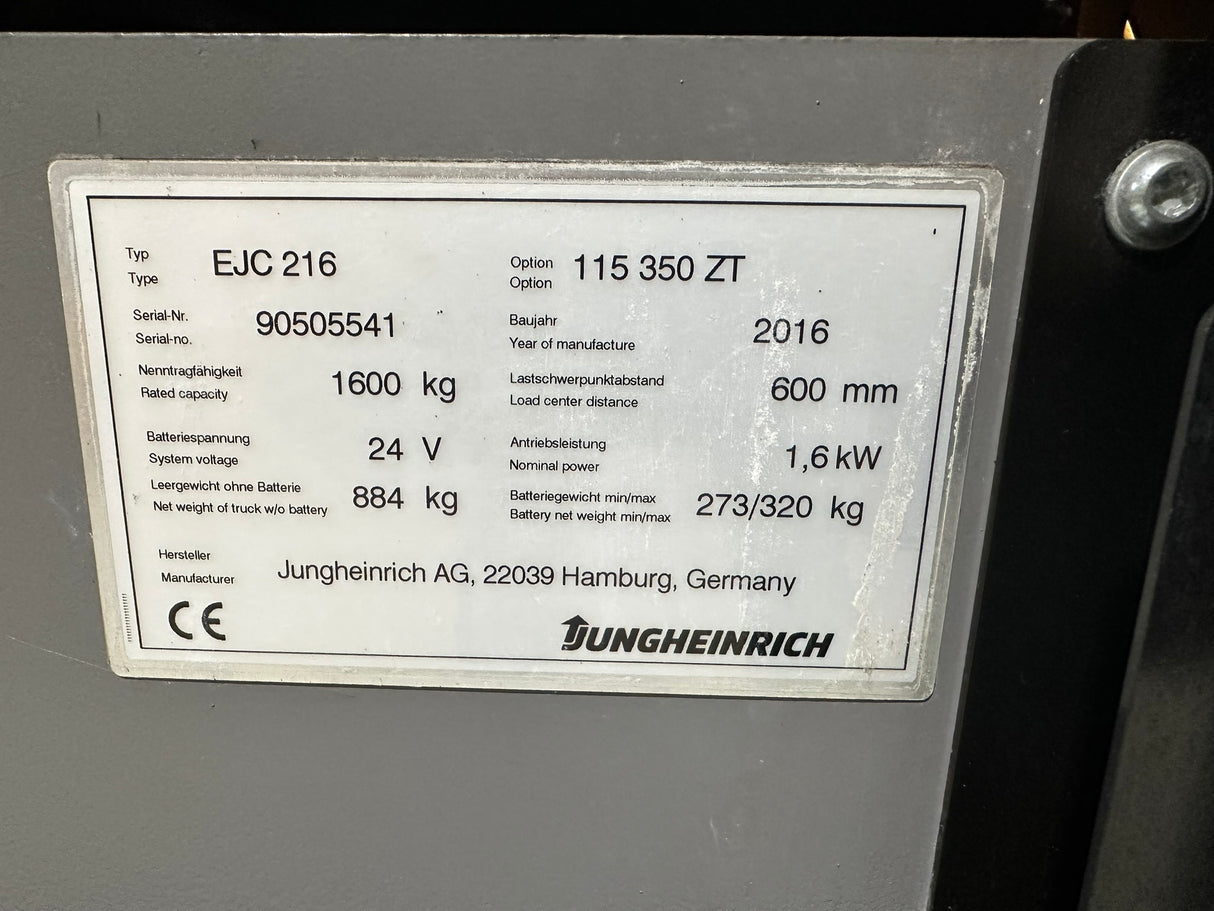 Typ EJC 216 Option 115 350 ZT
Type Option
Serial-Nr. 90505541 Baujahr 2016
Serial-no. Year of manufacture
Nenntragfähigkeit 1600 kg Lastschwerpunktabstand 600 mm
Rated capacity Load center distance
Batteriespannung 24 V Antriebsleistung 1,6 kW
System voltage Nominal power
Leergewicht ohne Batterie 884 kg Batteriegewicht min/max 273/320 kg
Net weight of truck w/o battery Battery net weight min/max
Hersteller Jungheinrich AG, 22039 Hamburg, Germany
Manufacturer
CE JUNGHEINRICH